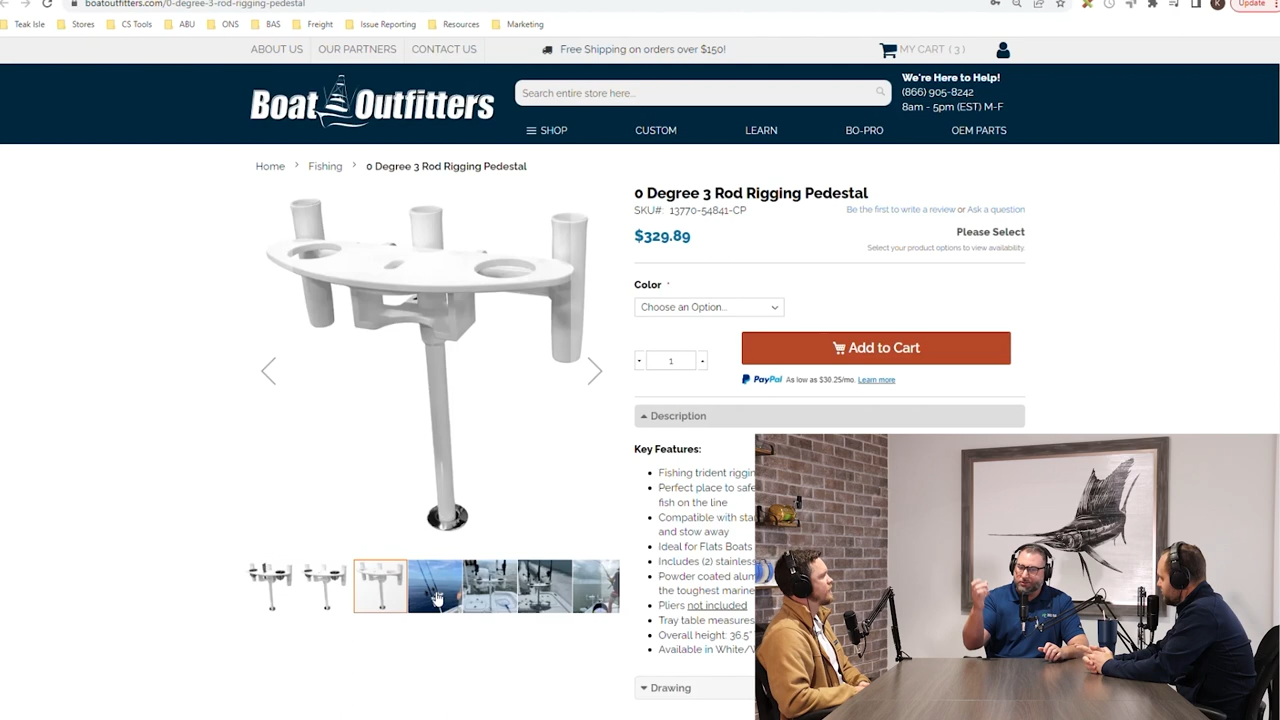 boatoutfitters.com/0-degree-3-rod-rigging-pedestal
Update
Teak Isle
Stores
CS Tools
ABU
ONS
BAS
Freight
Issue Reporting
Resources
Marketing
ABOUT US
OUR PARTNERS
CONTACT US
Free Shipping on orders over $150!
MY CART ( 3 )
Boat Outfitters
Search entire store here...
We're Here to Help!
(866) 905-8242
8am - 5pm (EST) M-F
SHOP
CUSTOM
LEARN
BO-PRO
OEM PARTS
Home > Fishing > 0 Degree 3 Rod Rigging Pedestal
0 Degree 3 Rod Rigging Pedestal
SKU#: 13770-54841-CP
Be the first to write a review or Ask a question
$329.89
Please Select
Select your product options to view availability.
Color *
Choose an Option...
- 1 +
Add to Cart
PayPal As low as $30.25/mo. Learn more
Description
Key Features:
Fishing trident riggin
Perfect place to safe
fish on the line
Compatible with sta
and stow away
Ideal for Flats Boats
Includes (2) stainless
Powder coated alum
the toughest marine
Pliers not included
Tray table measures
Overall height: 36.5"
Available in White/W
Drawing